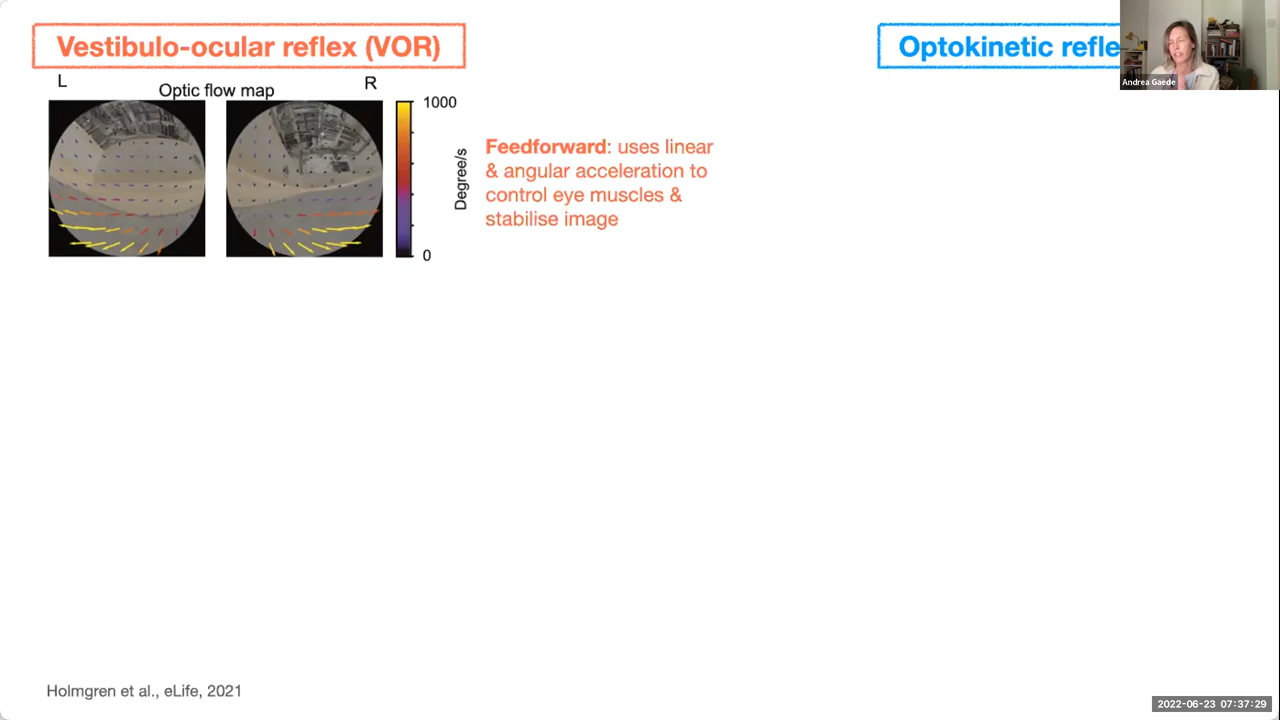 Vestibulo-ocular reflex (VOR)
Optokinetic refle
Andrea Gaede
L
R
Optic flow map
1000
Degree/s
0
Feedforward: uses linear
& angular acceleration to
control eye muscles &
stabilise image
Holmgren et al., eLife, 2021
2022-06-23 07:37:29